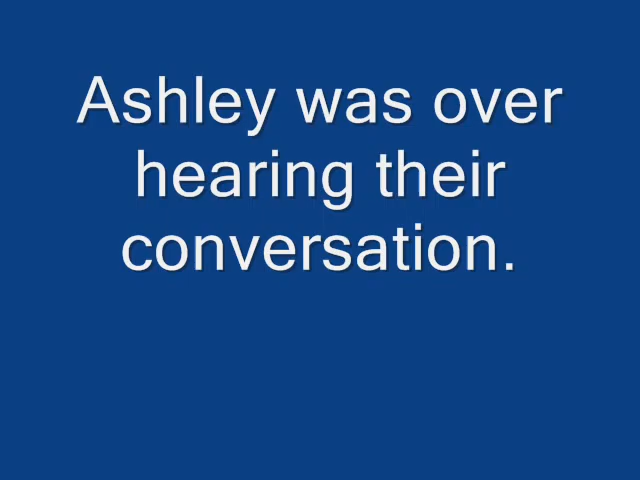 Ashley was over
hearing their
conversation.